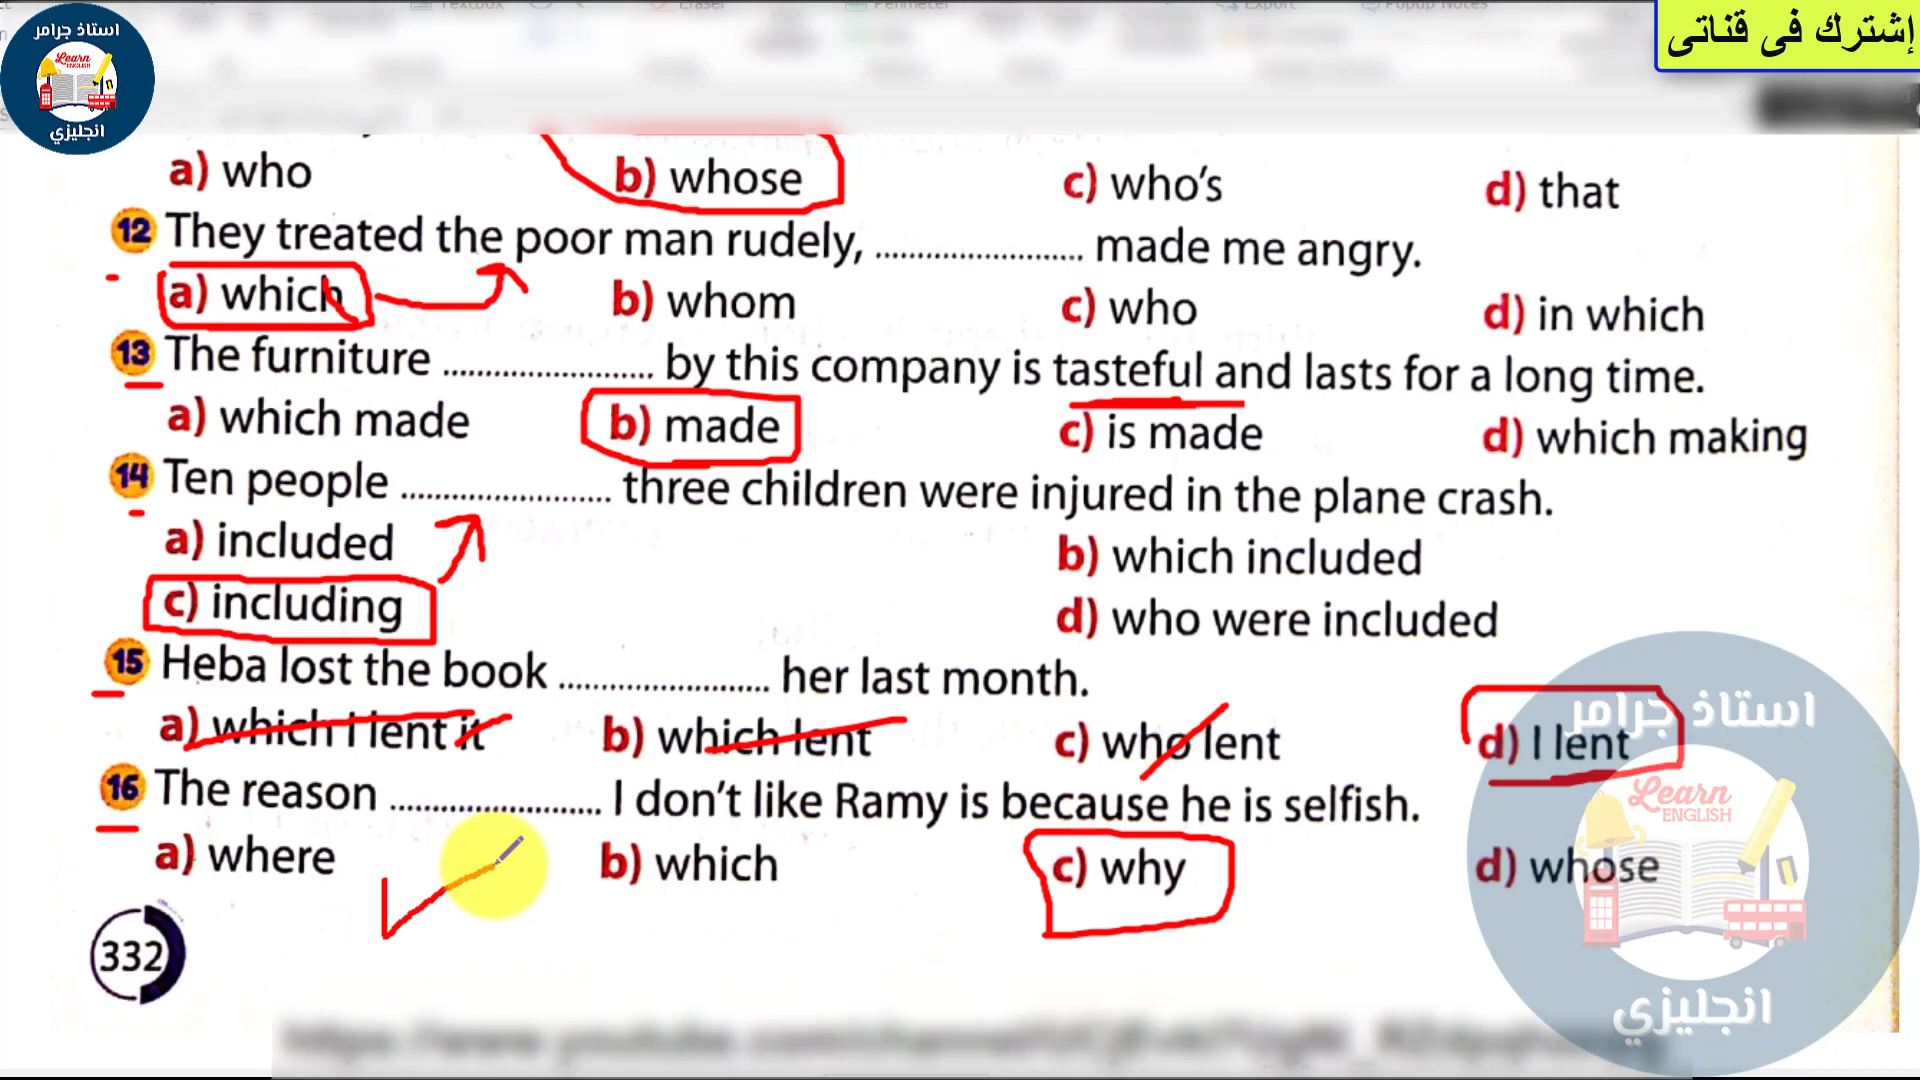 استاذ جرامر
Learn
ENGLISH
انجليزي
إشترك فى قناتى
a) who b) whose c) who's d) that
12 They treated the poor man rudely, ........................ made me angry.
a) which b) whom c) who d) in which
13 The furniture ........................ by this company is tasteful and lasts for a long time.
a) which made b) made c) is made d) which making
14 Ten people ........................ three children were injured in the plane crash.
a) included b) which included
c) including d) who were included
15 Heba lost the book ........................ her last month.
a) which I lent it b) which lent c) who lent d) I lent
16 The reason ........................ I don't like Ramy is because he is selfish.
a) where b) which c) why d) whose
332
استاذ جرامر
Learn
ENGLISH
انجليزي